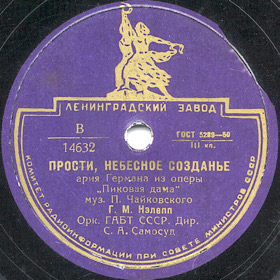 ЛЕНИНГРАДСКИЙ ЗАВОД
В
14632
ГОСТ 5289—50
III кл.
ПРОСТИ, НЕБЕСНОЕ СОЗДАНЬЕ
ария Германа из оперы
„Пиковая дама"
муз. П. Чайковского
Г. М. Нэлепп
Орк. ГАБТ СССР. Дир.
С. А. Самосуд
КОМИТЕТ РАДИОИНФОРМАЦИИ ПРИ СОВЕТЕ МИНИСТРОВ СССР